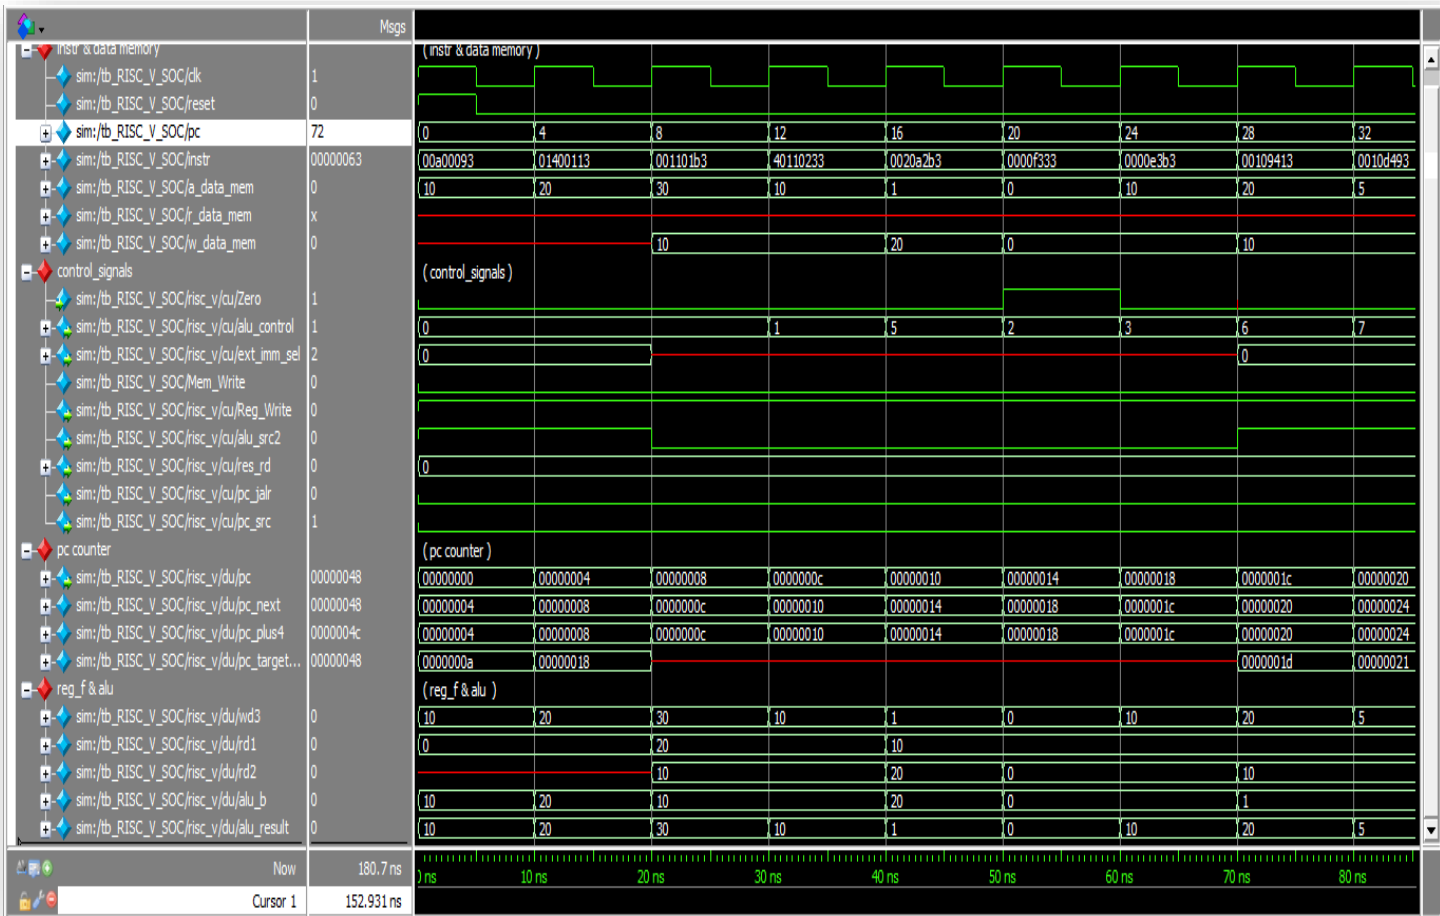 Msgs
instr & data memory (instr & data memory)
sim:/tb_RISC_V_SOC/clk 1
sim:/tb_RISC_V_SOC/reset 0
sim:/tb_RISC_V_SOC/pc 72 0 4 8 12 16 20 24 28 32
sim:/tb_RISC_V_SOC/instr 00000063 00a00093 01400113 001101b3 40110233 0020a2b3 0000f333 0000e3b3 00109413 0010d493
sim:/tb_RISC_V_SOC/a_data_mem 0 10 20 30 10 1 0 10 20 5
sim:/tb_RISC_V_SOC/r_data_mem x
sim:/tb_RISC_V_SOC/w_data_mem 0 10 20 0 10
control_signals (control_signals)
sim:/tb_RISC_V_SOC/risc_v/cu/Zero 1
sim:/tb_RISC_V_SOC/risc_v/cu/alu_control 1 0 1 5 2 3 6 7
sim:/tb_RISC_V_SOC/risc_v/cu/ext_imm_sel 2 0 0
sim:/tb_RISC_V_SOC/Mem_Write 0
sim:/tb_RISC_V_SOC/risc_v/cu/Reg_Write 0
sim:/tb_RISC_V_SOC/risc_v/cu/alu_src2 0
sim:/tb_RISC_V_SOC/risc_v/cu/res_rd 0 0
sim:/tb_RISC_V_SOC/risc_v/cu/pc_jalr 0
sim:/tb_RISC_V_SOC/risc_v/cu/pc_src 1
pc counter (pc counter)
sim:/tb_RISC_V_SOC/risc_v/du/pc 00000048 00000000 00000004 00000008 0000000c 00000010 00000014 00000018 0000001c 00000020
sim:/tb_RISC_V_SOC/risc_v/du/pc_next 00000048 00000004 00000008 0000000c 00000010 00000014 00000018 0000001c 00000020 00000024
sim:/tb_RISC_V_SOC/risc_v/du/pc_plus4 0000004c 00000004 00000008 0000000c 00000010 00000014 00000018 0000001c 00000020 00000024
sim:/tb_RISC_V_SOC/risc_v/du/pc_target... 00000048 0000000a 00000018 0000001d 00000021
reg_f & alu (reg_f & alu )
sim:/tb_RISC_V_SOC/risc_v/du/wd3 0 10 20 30 10 1 0 10 20 5
sim:/tb_RISC_V_SOC/risc_v/du/rd1 0 0 20 10
sim:/tb_RISC_V_SOC/risc_v/du/rd2 0 10 20 0 10
sim:/tb_RISC_V_SOC/risc_v/du/alu_b 0 10 20 10 20 0 1
sim:/tb_RISC_V_SOC/risc_v/du/alu_result 0 10 20 30 10 1 0 10 20 5
Now 180.7 ns ns 10 ns 20 ns 30 ns 40 ns 50 ns 60 ns 70 ns 80 ns
Cursor 1 152.931 ns